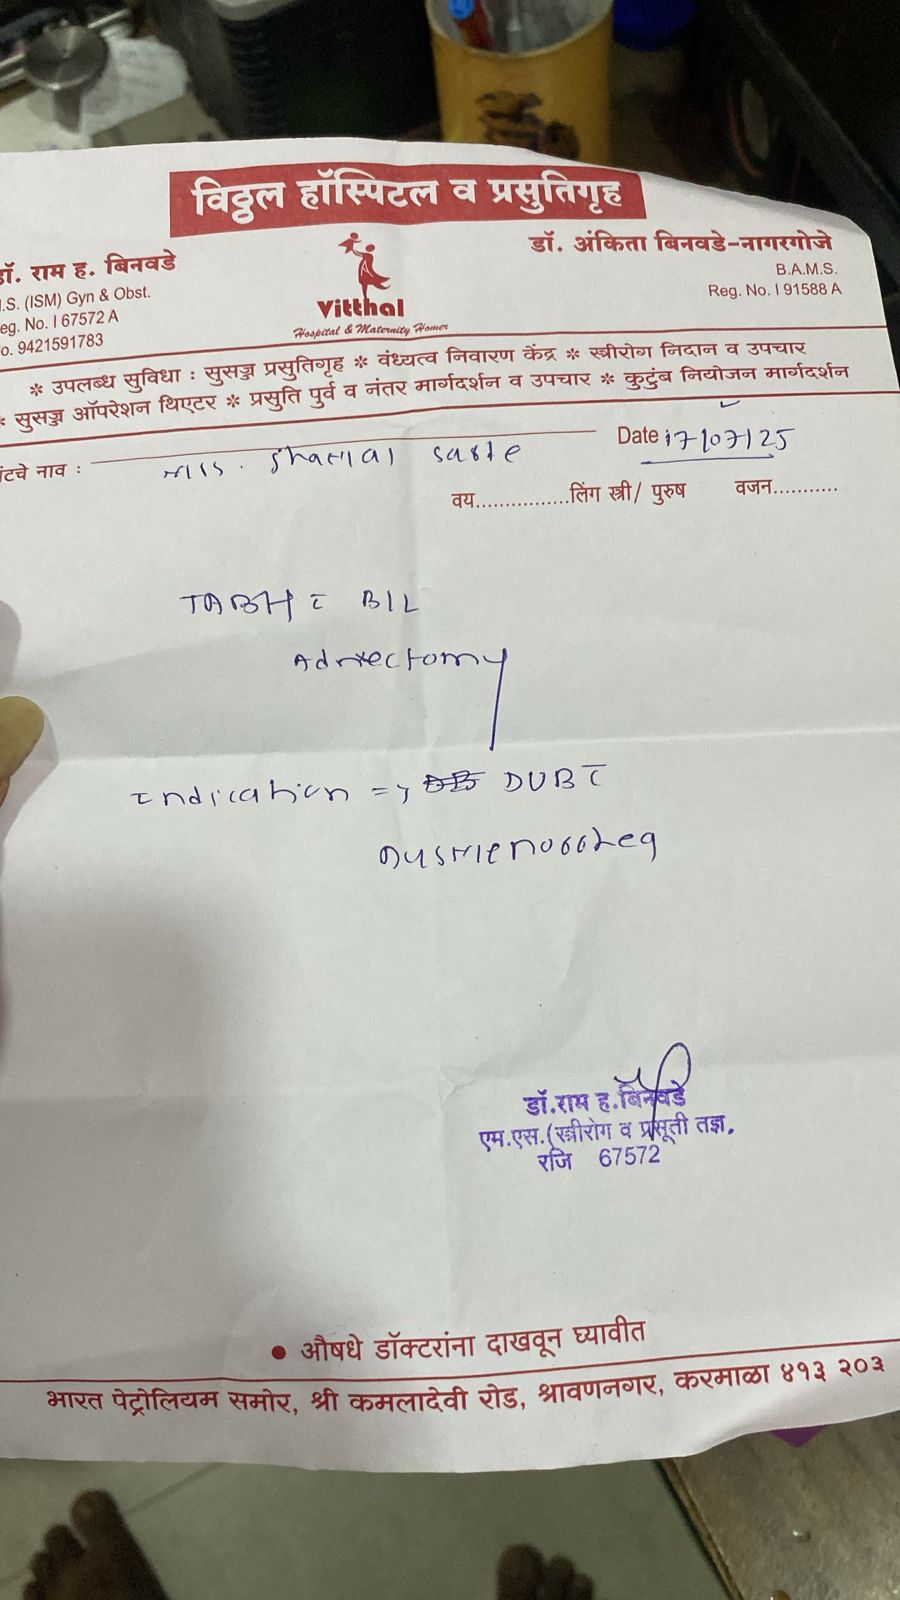 विठ्ठल हॉस्पिटल व प्रसुतिगृह
डॉ. राम ह. बिनवडे
.S. (ISM) Gyn & Obst.
eg. No. I 67572 A
o. 9421591783
Vitthal
Hospital & Maternity Homer
डॉ. अंकिता बिनवडे-नागरगोजे
B.A.M.S.
Reg. No. I 91588 A
* उपलब्ध सुविधा : सुसज्ज प्रसुतिगृह * वंध्यत्व निवारण केंद्र * स्त्रीरोग निदान व उपचार
* सुसज्ज ऑपरेशन थिएटर * प्रसुति पुर्व व नंतर मार्गदर्शन व उपचार * कुटुंब नियोजन मार्गदर्शन
Date : 17/07/25
ंटचे नाव :
वय................लिंग स्त्री/ पुरुष वजन...........
TABH c BIL
Indication => DUB c
डॉ.राम ह.बिनवडे
एम.एस.(स्त्रीरोग व प्रसूती तज्ञ,
रजि 67572
• औषधे डॉक्टरांना दाखवून घ्यावीत
भारत पेट्रोलियम समोर, श्री कमलादेवी रोड, श्रावणनगर, करमाळा ४१३ २०३